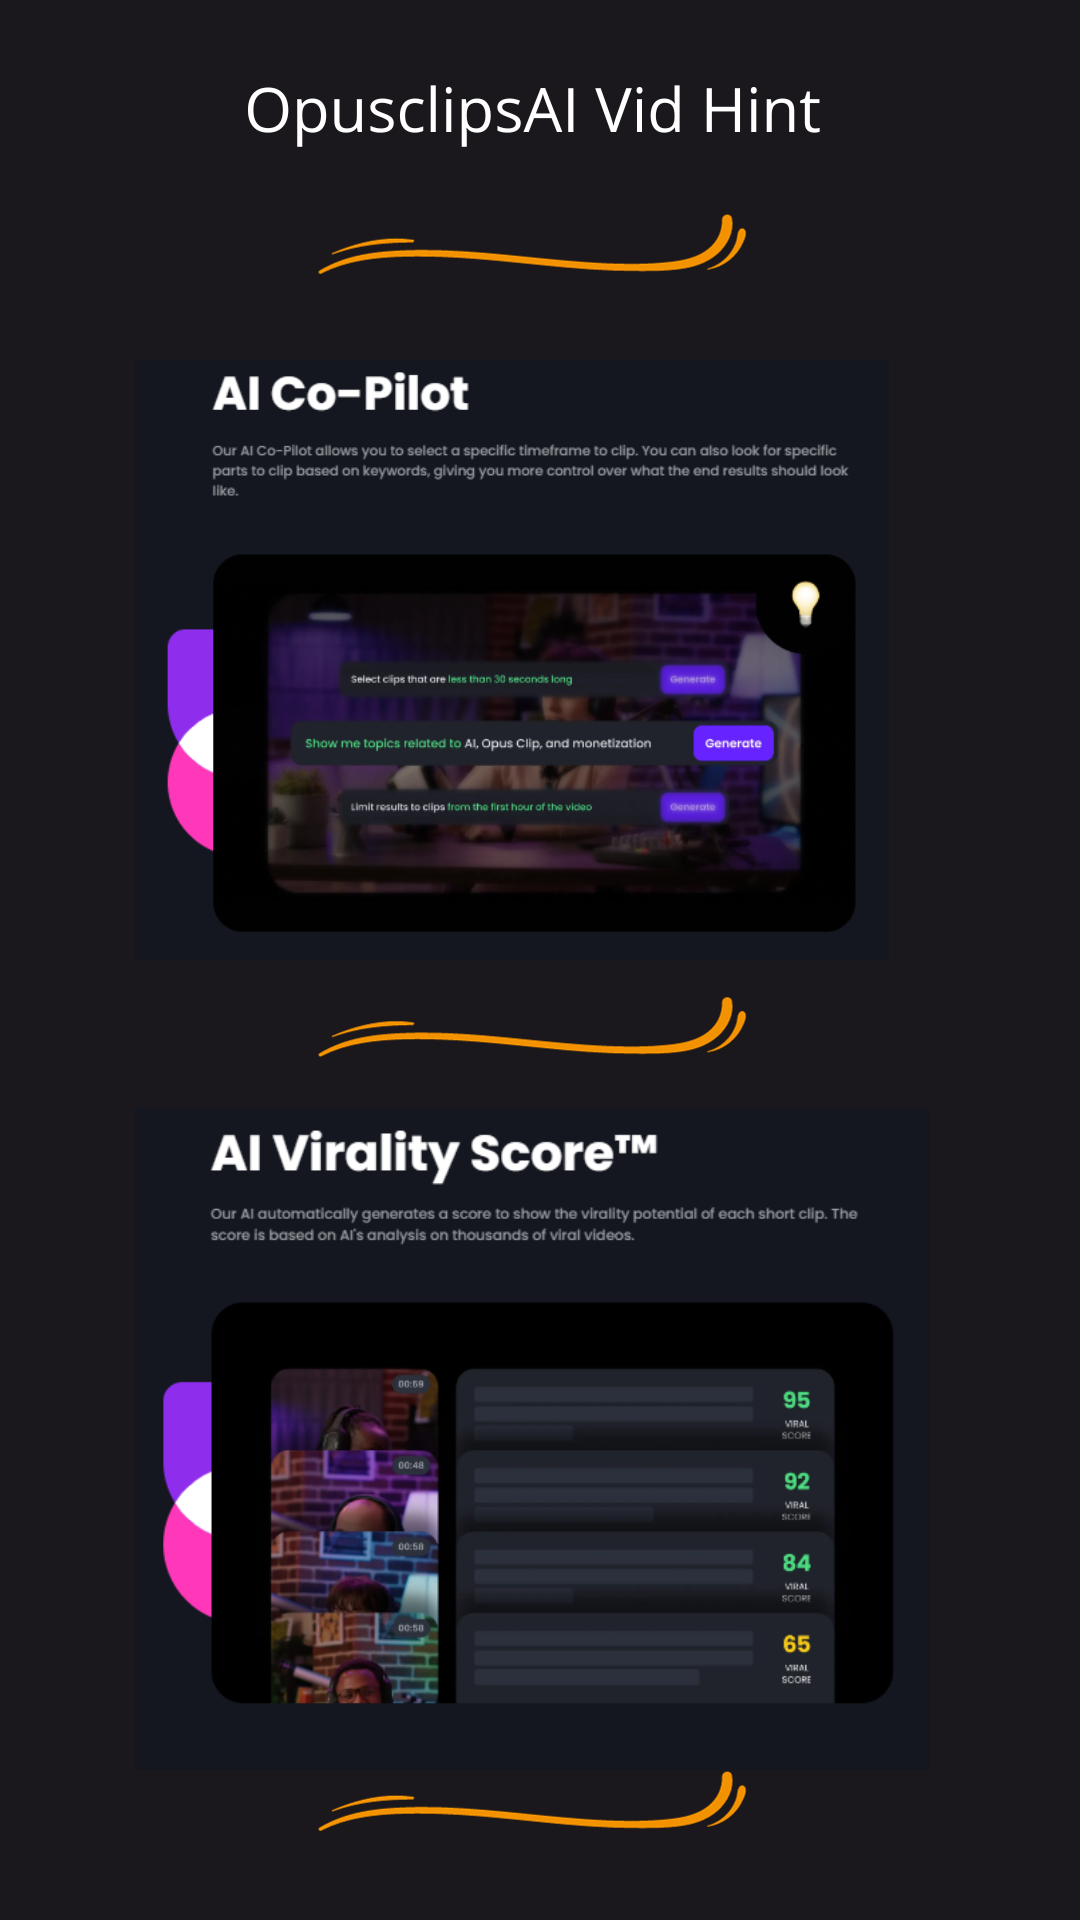 OpusclipsAI Vid Hint
AI Co-Pilot
Our AI Co-Pilot allows you to select a specific timeframe to clip. You can also look for specific
parts to clip based on keywords, giving you more control over what the end results should look
like.
Select clips that are less than 30 seconds long
Generate
Show me topics related to AI, Opus Clip, and monetization
Generate
Limit results to clips from the first hour of the video
Generate
AI Virality Score™
Our AI automatically generates a score to show the virality potential of each short clip. The
score is based on AI's analysis on thousands of viral videos.
00:59
95
VIRAL
SCORE
00:48
92
VIRAL
SCORE
00:58
84
VIRAL
SCORE
00:58
65
VIRAL
SCORE